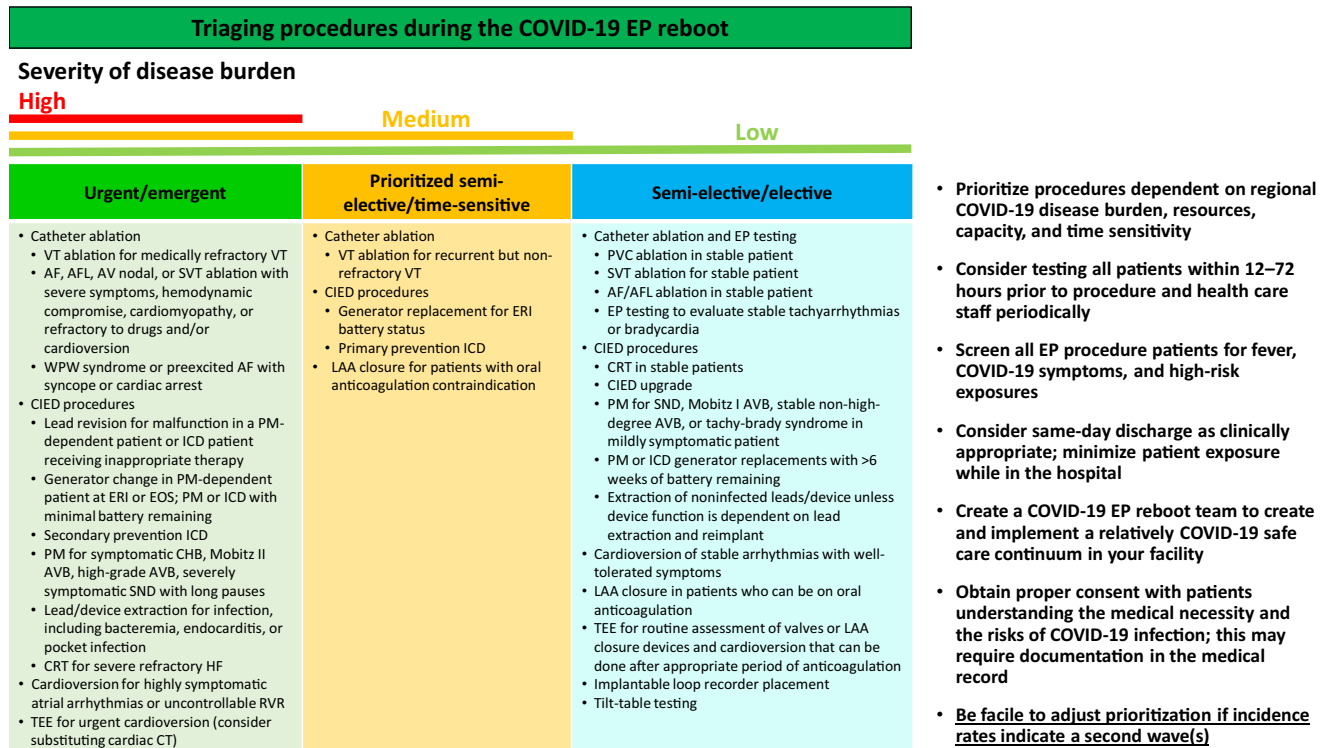 Triaging procedures during the COVID-19 EP reboot
Severity of disease burden
High
Medium
Low
Urgent/emergent
• Catheter ablation
• VT ablation for medically refractory VT
• AF, AFL, AV nodal, or SVT ablation with
severe symptoms, hemodynamic
compromise, cardiomyopathy, or
refractory to drugs and/or
cardioversion
• WPW syndrome or preexcited AF with
syncope or cardiac arrest
• CIED procedures
• Lead revision for malfunction in a PM-
dependent patient or ICD patient
receiving inappropriate therapy
• Generator change in PM-dependent
patient at ERI or EOS; PM or ICD with
minimal battery remaining
• Secondary prevention ICD
• PM for symptomatic CHB, Mobitz II
AVB, high-grade AVB, severely
symptomatic SND with long pauses
• Lead/device extraction for infection,
including bacteremia, endocarditis, or
pocket infection
• CRT for severe refractory HF
• Cardioversion for highly symptomatic
atrial arrhythmias or uncontrollable RVR
• TEE for urgent cardioversion (consider
substituting cardiac CT)
Prioritized semi-
elective/time-sensitive
• Catheter ablation
• VT ablation for recurrent but non-
refractory VT
• CIED procedures
• Generator replacement for ERI
battery status
• Primary prevention ICD
• LAA closure for patients with oral
anticoagulation contraindication
Semi-elective/elective
• Catheter ablation and EP testing
• PVC ablation in stable patient
• SVT ablation for stable patient
• AF/AFL ablation in stable patient
• EP testing to evaluate stable tachyarrhythmias
or bradycardia
• CIED procedures
• CRT in stable patients
• CIED upgrade
• PM for SND, Mobitz I AVB, stable non-high-
degree AVB, or tachy-brady syndrome in
mildly symptomatic patient
• PM or ICD generator replacements with >6
weeks of battery remaining
• Extraction of noninfected leads/device unless
device function is dependent on lead
extraction and reimplant
• Cardioversion of stable arrhythmias with well-
tolerated symptoms
• LAA closure in patients who can be on oral
anticoagulation
• TEE for routine assessment of valves or LAA
closure devices and cardioversion that can be
done after appropriate period of anticoagulation
• Implantable loop recorder placement
• Tilt-table testing
• Prioritize procedures dependent on regional
COVID-19 disease burden, resources,
capacity, and time sensitivity
• Consider testing all patients within 12–72
hours prior to procedure and health care
staff periodically
• Screen all EP procedure patients for fever,
COVID-19 symptoms, and high-risk
exposures
• Consider same-day discharge as clinically
appropriate; minimize patient exposure
while in the hospital
• Create a COVID-19 EP reboot team to create
and implement a relatively COVID-19 safe
care continuum in your facility
• Obtain proper consent with patients
understanding the medical necessity and
the risks of COVID-19 infection; this may
require documentation in the medical
record
• Be facile to adjust prioritization if incidence
rates indicate a second wave(s)